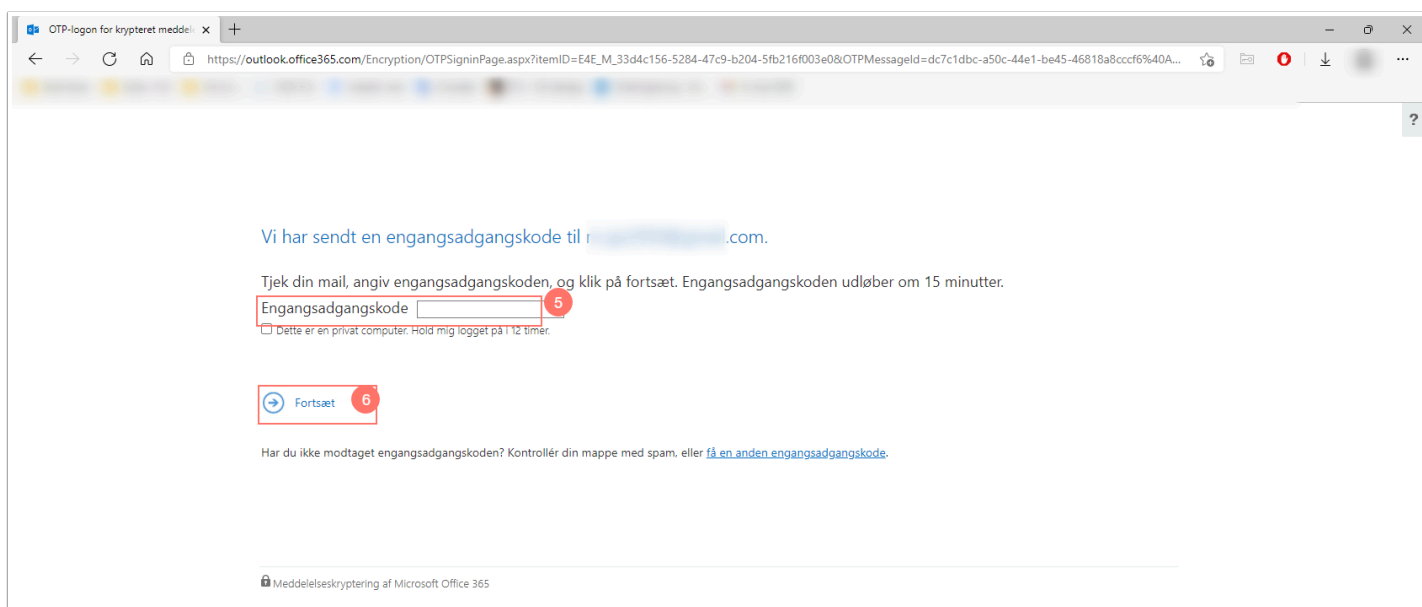 OTP-logon for krypteret meddel
https://outlook.office365.com/Encryption/OTPSigninPage.aspx?itemID=E4E_M_33d4c156-5284-47c9-b204-5fb216f003e0&OTPMessageId=dc7c1dbc-a50c-44e1-be45-46818a8cccf6%40A...
?
Vi har sendt en engangsadgangskode til .com.
Tjek din mail, angiv engangsadgangskoden, og klik på fortsæt. Engangsadgangskoden udløber om 15 minutter.
Engangsadgangskode 5
Dette er en privat computer. Hold mig logget på i 12 timer.
Fortsæt 6
Har du ikke modtaget engangsadgangskoden? Kontrollér din mappe med spam, eller få en anden engangsadgangskode.
Meddelelseskryptering af Microsoft Office 365